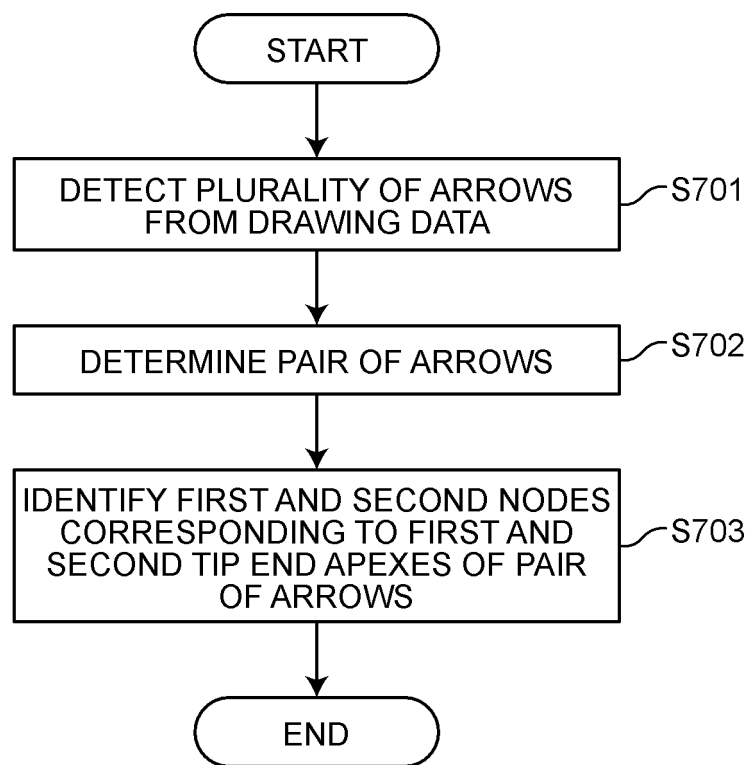 START
DETECT PLURALITY OF ARROWS
FROM DRAWING DATA
S701
DETERMINE PAIR OF ARROWS
S702
IDENTIFY FIRST AND SECOND NODES
CORRESPONDING TO FIRST AND
SECOND TIP END APEXES OF PAIR
OF ARROWS
S703
END